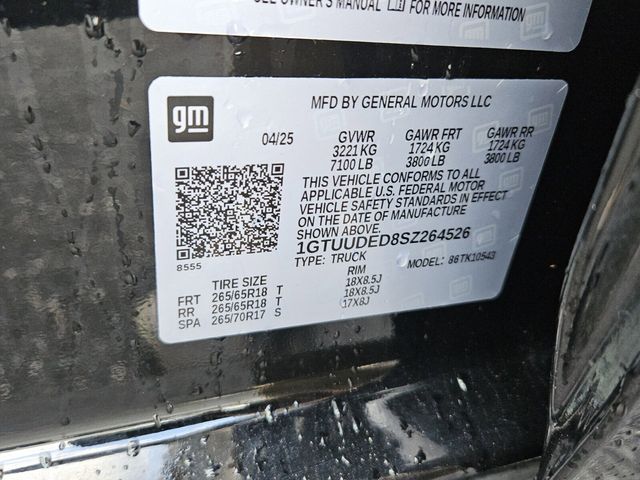 SEE OWNER'S MANUAL FOR MORE INFORMATION
gm
MFD BY GENERAL MOTORS LLC
04/25 GVWR GAWR FRT GAWR RR
3221 KG 1724 KG 1724 KG
7100 LB 3800 LB 3800 LB
THIS VEHICLE CONFORMS TO ALL
APPLICABLE U.S. FEDERAL MOTOR
VEHICLE SAFETY STANDARDS IN EFFECT
ON THE DATE OF MANUFACTURE
SHOWN ABOVE.
1GTUUDED8SZ264526
8555
TYPE: TRUCK MODEL: 86TK10543
TIRE SIZE RIM
FRT 265/65R18 T 18X8.5J
RR 265/65R18 T 18X8.5J
SPA 265/70R17 S 17X8J